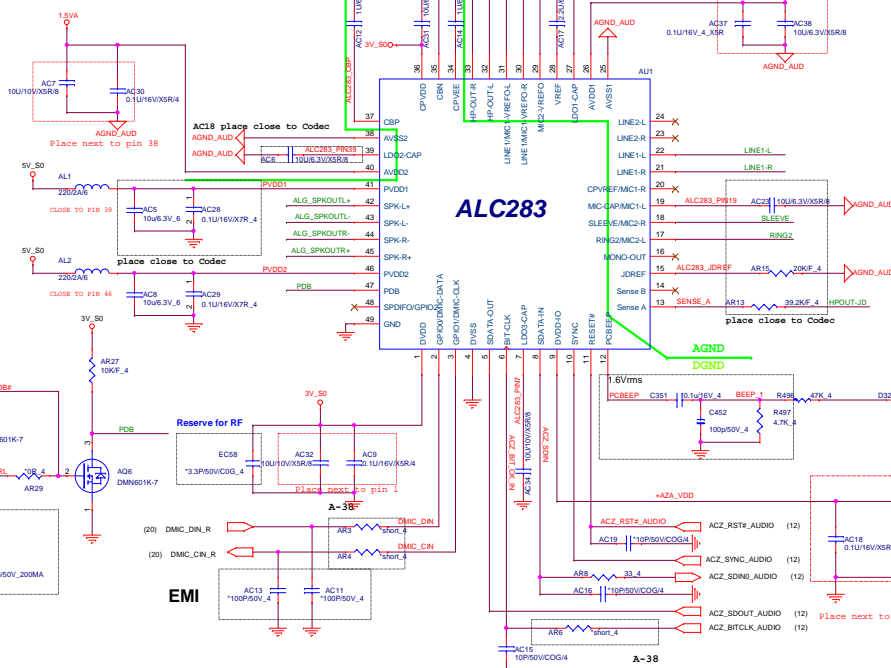 1.5VA
AC7
10U/10V/X5R/8
AC30
0.1U/16V/X5R/4
AGND_AUD
Place next to pin 38
3V_S0
AC12
AC31
AC14
AC17
ALC283_CBP
AGND_AUD
AC37
0.1U/16V_4_X5R
AC38
10U/6.3V/X5R/8
AGND_AUD
AU1
36
35
34
33
32
31
30
29
28
27
26
25
CPVDD
CBN
CPVEE
HP-OUT-R
HP-OUT-L
LINE1/MIC1-VREFO-L
LINE1/MIC1-VREFO-R
MIC2-VREFO
VREF
LDO1-CAP
AVDD1
AVSS1
AC18 place close to Codec
AGND_AUD
AGND_AUD
AC6
ALC283_PIN39
10U/6.3V/X5R/8
37 CBP
38 AVSS2
39 LDO2-CAP
40 AVDD2
41 PVDD1
42 SPK-L+
43 SPK-L-
44 SPK-R-
45 SPK-R+
46 PVDD2
47 PDB
48 SPDIFO/GPIO2
49 GND
ALC283
LINE2-L 24
LINE2-R 23
LINE1-L 22
LINE1-R 21
CPVREF/MIC1-R 20
MIC-CAP/MIC1-L 19
SLEEVE/MIC2-R 18
RING2/MIC2-L 17
MONO-OUT 16
JDREF 15
Sense B 14
Sense A 13
LINE1-L
LINE1-R
ALC283_PIN19
AC23
10U/6.3V/X5R/8
AGND_AUD
SLEEVE
RING2
ALC283_JDREF
AR15
20K/F_4
AGND_AUD
SENSE_A
AR13
39.2K/F_4
HPOUT-JD
place close to Codec
5V_S0
AL1
220/2A/6
CLOSE TO PIN 39
PVDD1
AC5
10u/6.3V_6
AC28
0.1U/16V/X7R_4
1
2
place close to Codec
ALG_SPKOUTL+
ALG_SPKOUTL-
ALG_SPKOUTR-
ALG_SPKOUTR+
5V_S0
AL2
220/2A/6
CLOSE TO PIN 46
PVDD2
AC8
10u/6.3V_6
AC29
0.1U/16V/X7R_4
1
2
PDB
DVDD
GPIO0/DMIC-DATA
GPIO1/DMIC-CLK
DVSS
SDATA-OUT
BIT-CLK
LDO3-CAP
SDATA-IN
DVDD-IO
SYNC
RESET#
PCBEEP
1
2
3
4
5
6
7
8
9
10
11
12
AGND
DGND
3V_S0
AR27
10K/F_4
PDB
AQ6
DMN601K-7
3
2
1
*0R_4
AR29
601K-7
/50V_200MA
Reserve for RF
EC58
*3.3P/50V/C0G_4
3V_S0
AC32
10U/10V/X5R/8
AC9
0.1U/16V/X5R/4
Place next to pin 1
ALC283_PIN7
AC34
10U/10V/X5R/8
ACZ_BIT_CLK_IN
ACZ_SDIN
1.6Vrms
PCBEEP
C351
0.1u/16V_4
BEEP_1
R496
47K_4
D32
C452
100p/50V_4
R497
4.7K_4
+AZA_VDD
A-38
(20) DMIC_DIN_R
AR3
*short_4
DMIC_DIN
(20) DMIC_CIN_R
AR4
*short_4
DMIC_CIN
EMI
AC13
*100P/50V_4
AC11
*100P/50V_4
ACZ_RST#_AUDIO
ACZ_RST#_AUDIO (12)
AC19
*10P/50V/COG/4
ACZ_SYNC_AUDIO (12)
AR8
33_4
ACZ_SDIN0_AUDIO (12)
AC16
*10P/50V/COG/4
ACZ_SDOUT_AUDIO (12)
AR6
*short_4
ACZ_BITCLK_AUDIO (12)
AC15
10P/50V/COG/4
A-38
AC18
0.1U/16V/X5R
Place next to